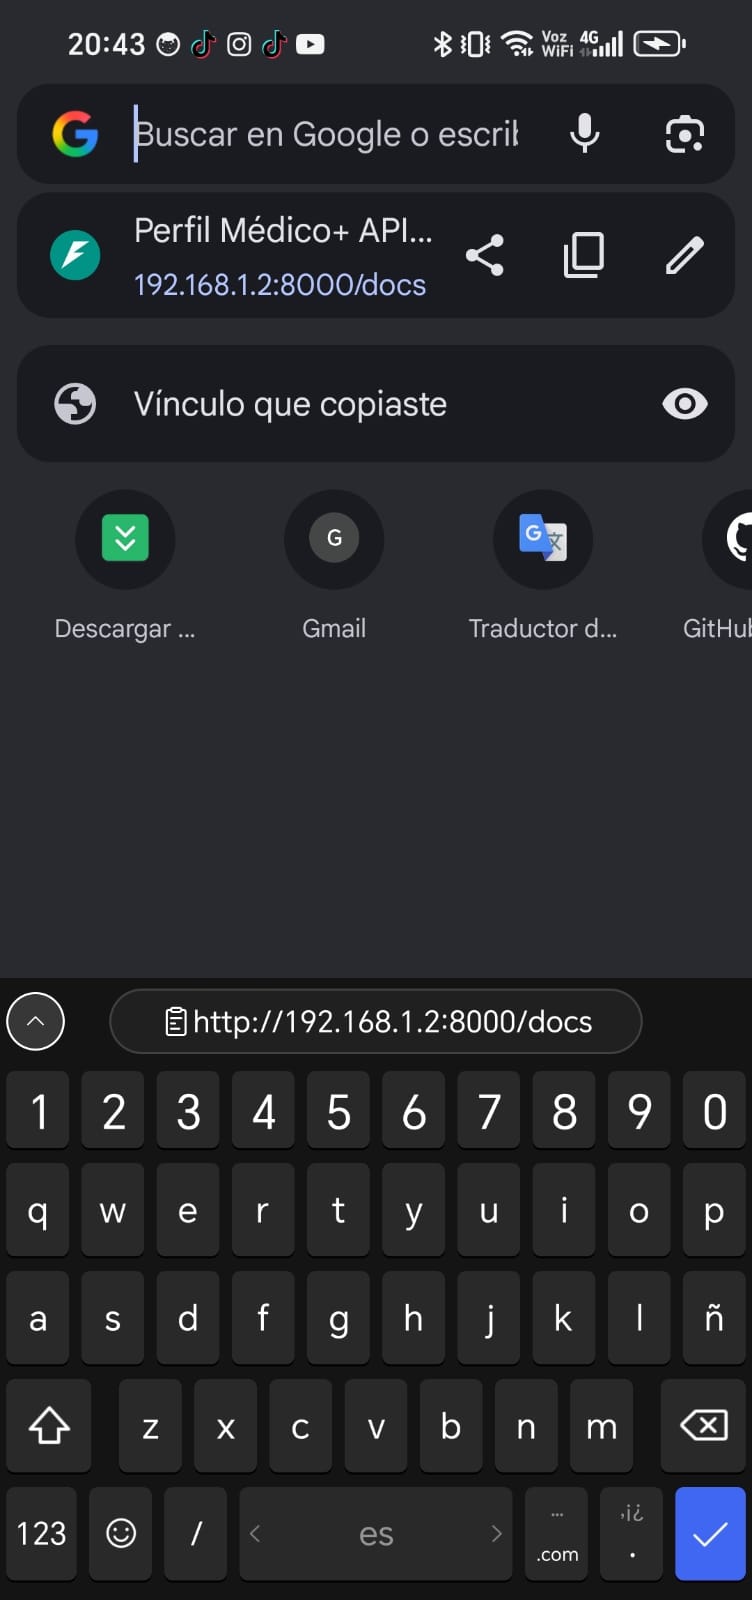 20:43
Voz WiFi 4G
Buscar en Google o escrib
Perfil Médico+ API...
192.168.1.2:8000/docs
Vínculo que copiaste
G
Descargar ...
Gmail
Traductor d...
GitHub
http://192.168.1.2:8000/docs
1 2 3 4 5 6 7 8 9 0
q w e r t y u i o p
a s d f g h j k l ñ
z x c v b n m
123 / < es > ... .com ,¡¿ .